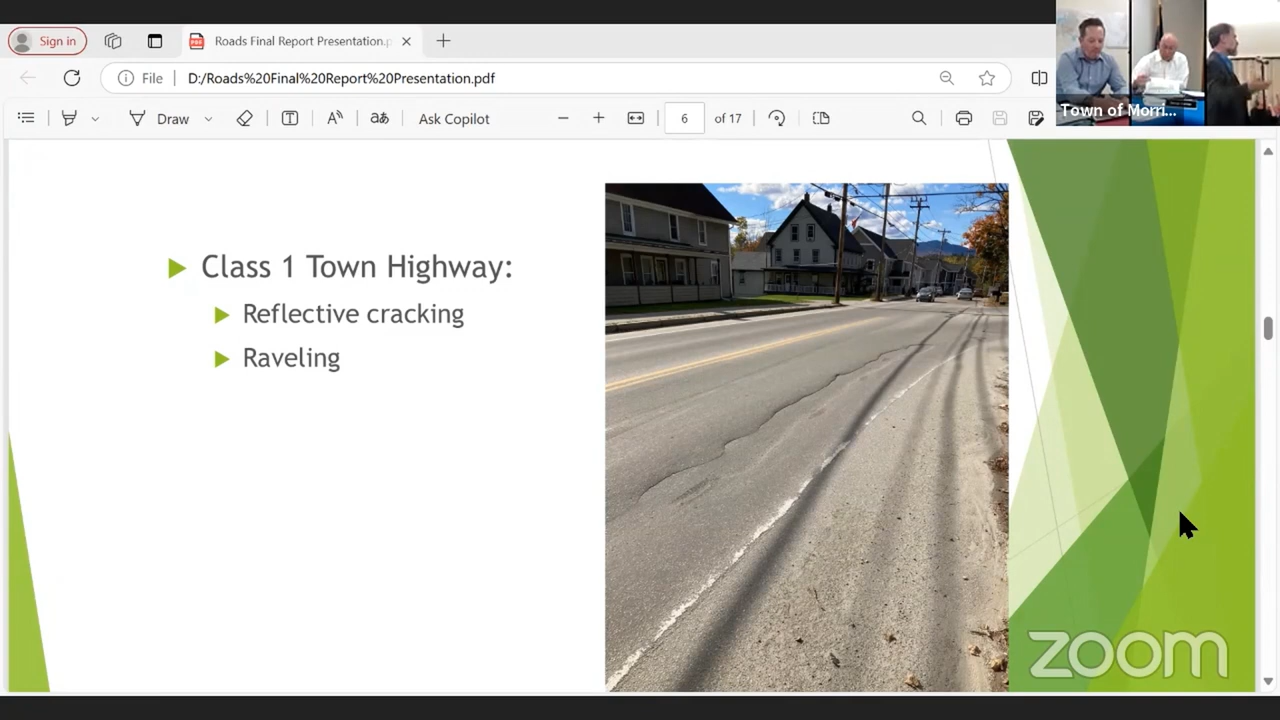 Sign in
Roads Final Report Presentation.p
File
D:/Roads%20Final%20Report%20Presentation.pdf
Draw
Ask Copilot
6 of 17
Town of Morri...
Class 1 Town Highway:
Reflective cracking
Raveling
zoom